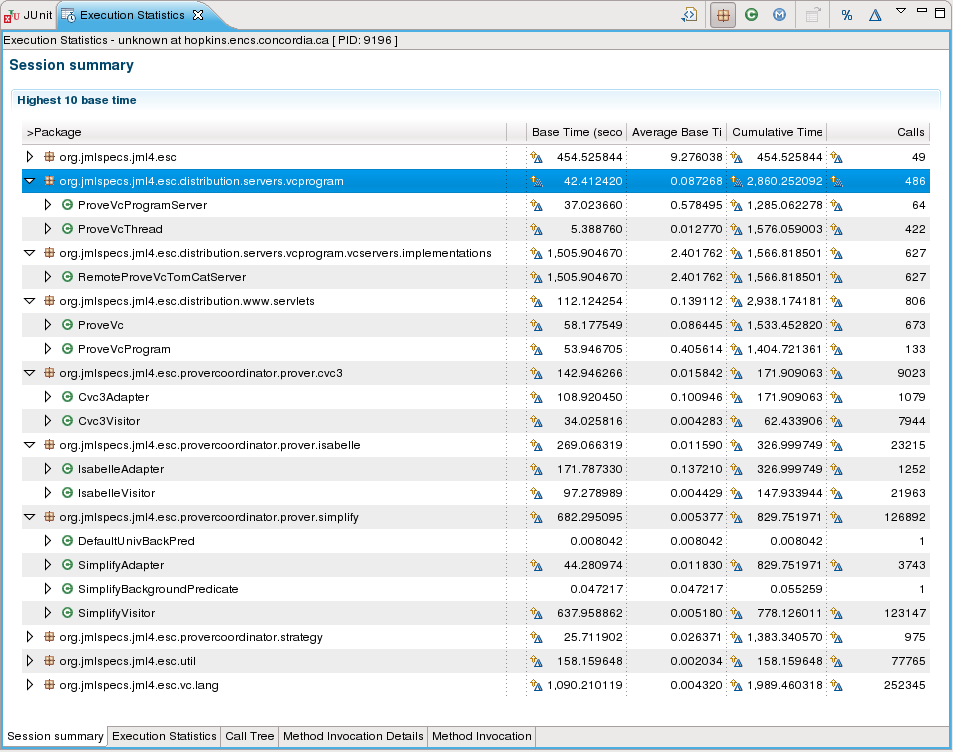 JUnit Execution Statistics
Execution Statistics - unknown at hopkins.encs.concordia.ca [ PID: 9196 ]
Session summary
Highest 10 base time
>Package Base Time (seco Average Base Ti Cumulative Time Calls
org.jmlspecs.jml4.esc 454.525844 9.276038 454.525844 49
org.jmlspecs.jml4.esc.distribution.servers.vcprogram 42.412420 0.087268 2,860.252092 486
ProveVcProgramServer 37.023660 0.578495 1,285.062278 64
ProveVcThread 5.388760 0.012770 1,576.059003 422
org.jmlspecs.jml4.esc.distribution.servers.vcprogram.vcservers.implementations 1,505.904670 2.401762 1,566.818501 627
RemoteProveVcTomCatServer 1,505.904670 2.401762 1,566.818501 627
org.jmlspecs.jml4.esc.distribution.www.servlets 112.124254 0.139112 2,938.174181 806
ProveVc 58.177549 0.086445 1,533.452820 673
ProveVcProgram 53.946705 0.405614 1,404.721361 133
org.jmlspecs.jml4.esc.provercoordinator.prover.cvc3 142.946266 0.015842 171.909063 9023
Cvc3Adapter 108.920450 0.100946 171.909063 1079
Cvc3Visitor 34.025816 0.004283 62.433906 7944
org.jmlspecs.jml4.esc.provercoordinator.prover.isabelle 269.066319 0.011590 326.999749 23215
IsabelleAdapter 171.787330 0.137210 326.999749 1252
IsabelleVisitor 97.278989 0.004429 147.933944 21963
org.jmlspecs.jml4.esc.provercoordinator.prover.simplify 682.295095 0.005377 829.751971 126892
DefaultUnivBackPred 0.008042 0.008042 0.008042 1
SimplifyAdapter 44.280974 0.011830 829.751971 3743
SimplifyBackgroundPredicate 0.047217 0.047217 0.055259 1
SimplifyVisitor 637.958862 0.005180 778.126011 123147
org.jmlspecs.jml4.esc.provercoordinator.strategy 25.711902 0.026371 1,383.340570 975
org.jmlspecs.jml4.esc.util 158.159648 0.002034 158.159648 77765
org.jmlspecs.jml4.esc.vc.lang 1,090.210119 0.004320 1,989.460318 252345
Session summary Execution Statistics Call Tree Method Invocation Details Method Invocation